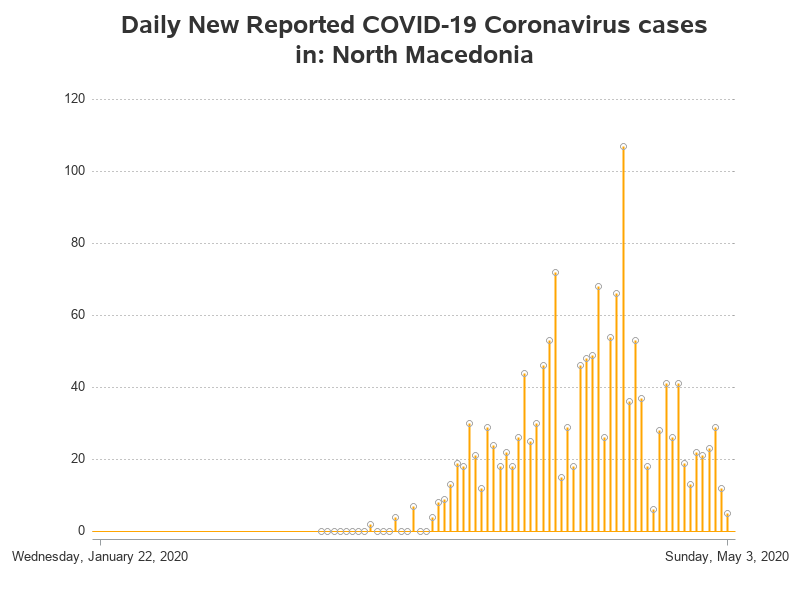 Daily New Reported COVID-19 Coronavirus cases
in: North Macedonia
120
100
80
60
40
20
0
Wednesday, January 22, 2020
Sunday, May 3, 2020